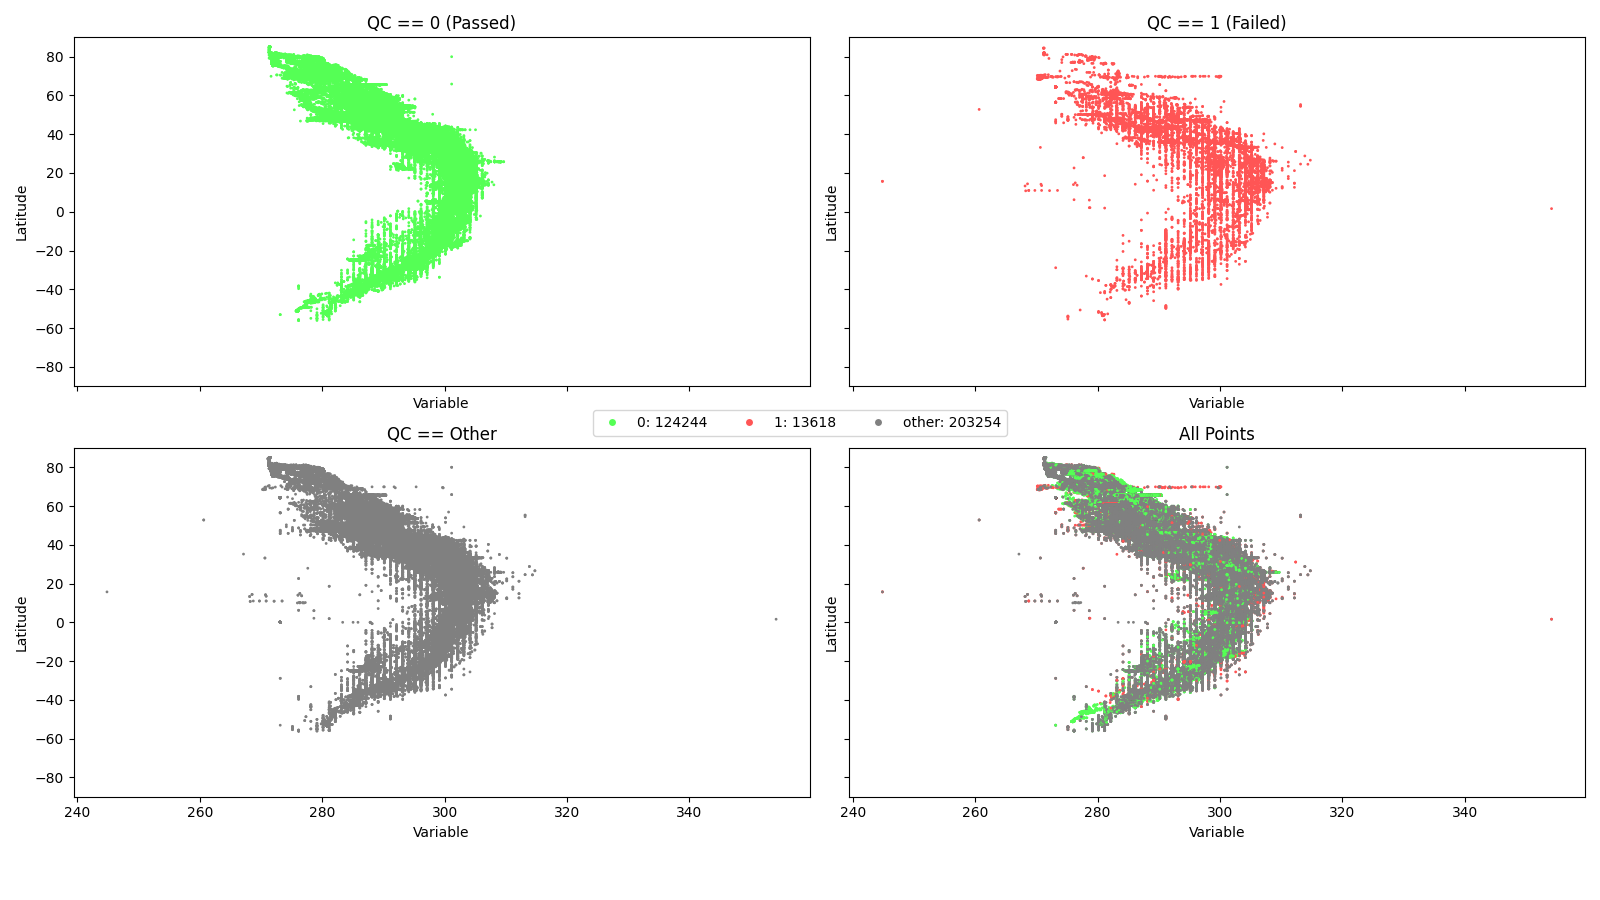 QC == 0 (Passed)
80
60
40
20
0
−20
−40
−60
−80
Latitude
Variable
QC == 1 (Failed)
Latitude
Variable
0: 124244
1: 13618
other: 203254
QC == Other
80
60
40
20
0
−20
−40
−60
−80
Latitude
240 260 280 300 320 340
Variable
All Points
Latitude
240 260 280 300 320 340
Variable